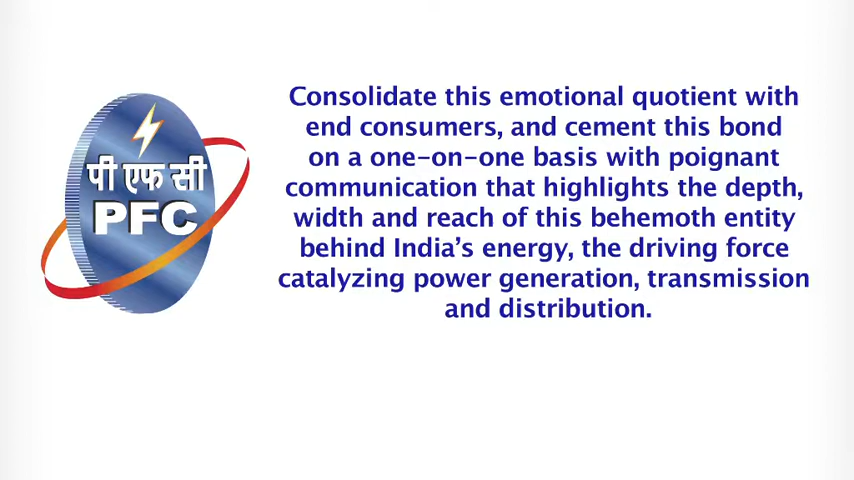 पी एफ सी
PFC
Consolidate this emotional quotient with
end consumers, and cement this bond
on a one-on-one basis with poignant
communication that highlights the depth,
width and reach of this behemoth entity
behind India's energy, the driving force
catalyzing power generation, transmission
and distribution.